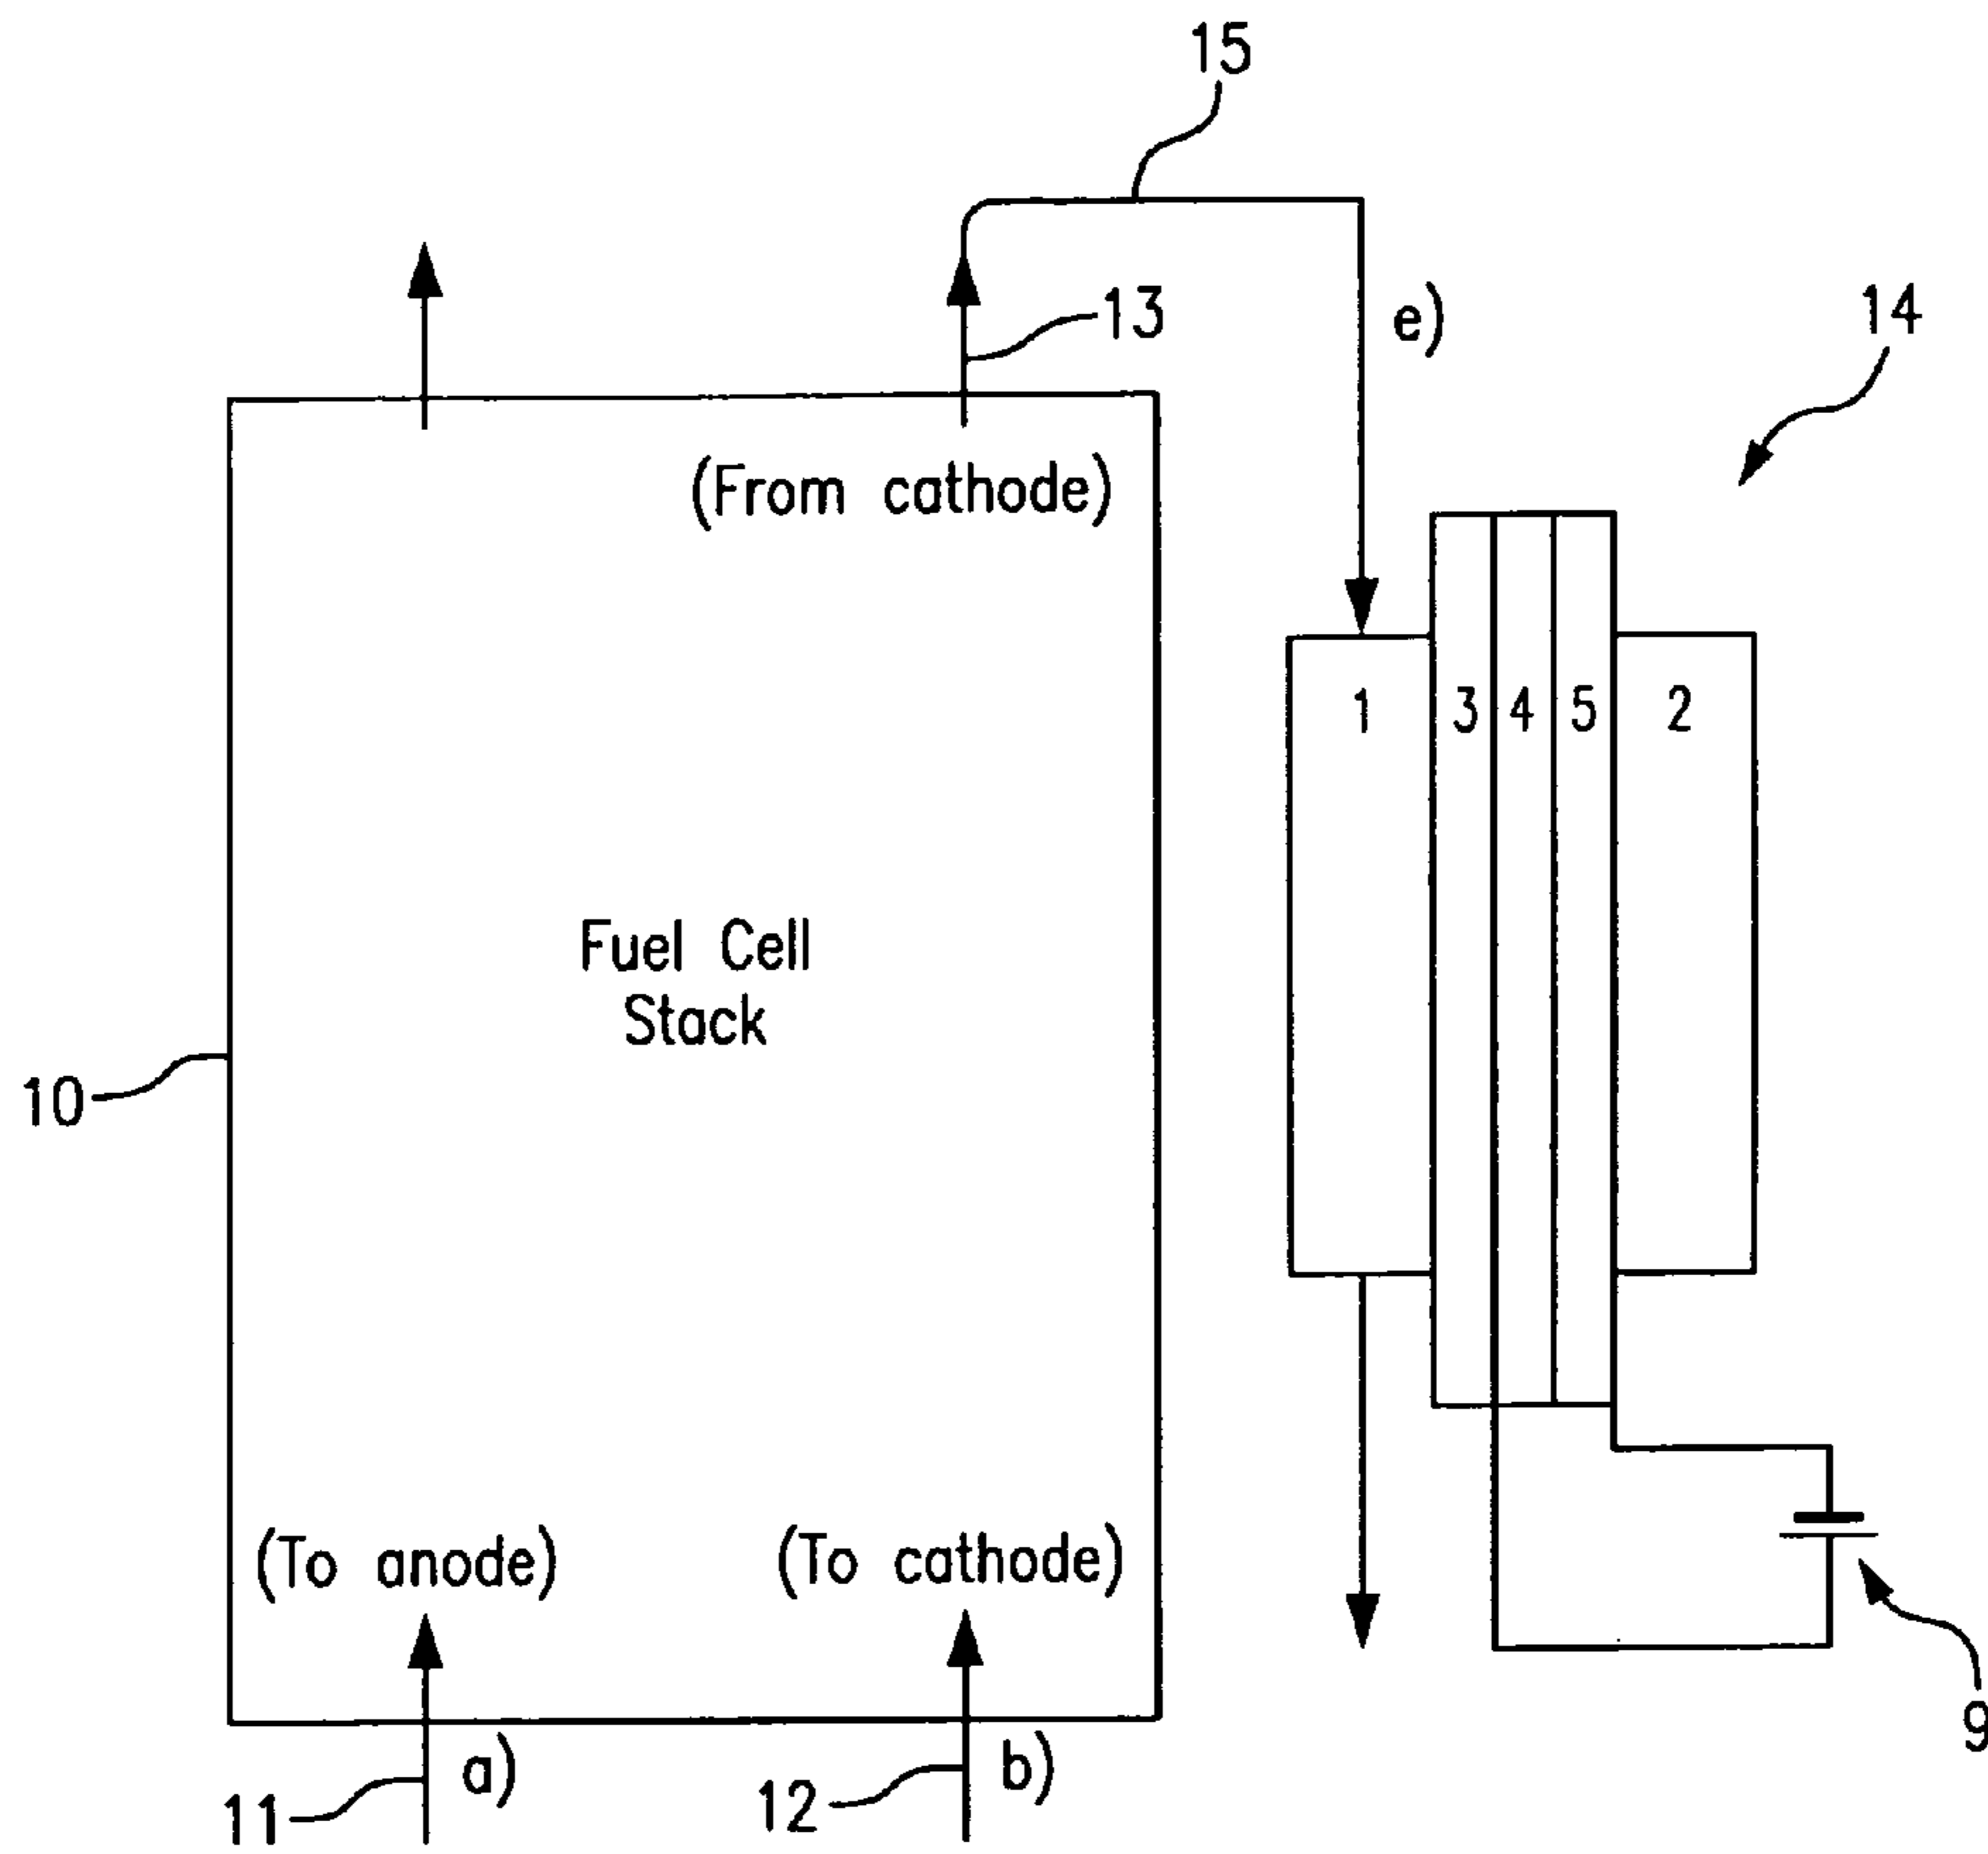 15
13
e)
14
(From cathode)
1 3 4 5 2
Fuel Cell
Stack
10
(To anode)
(To cathode)
9
a)
b)
11
12